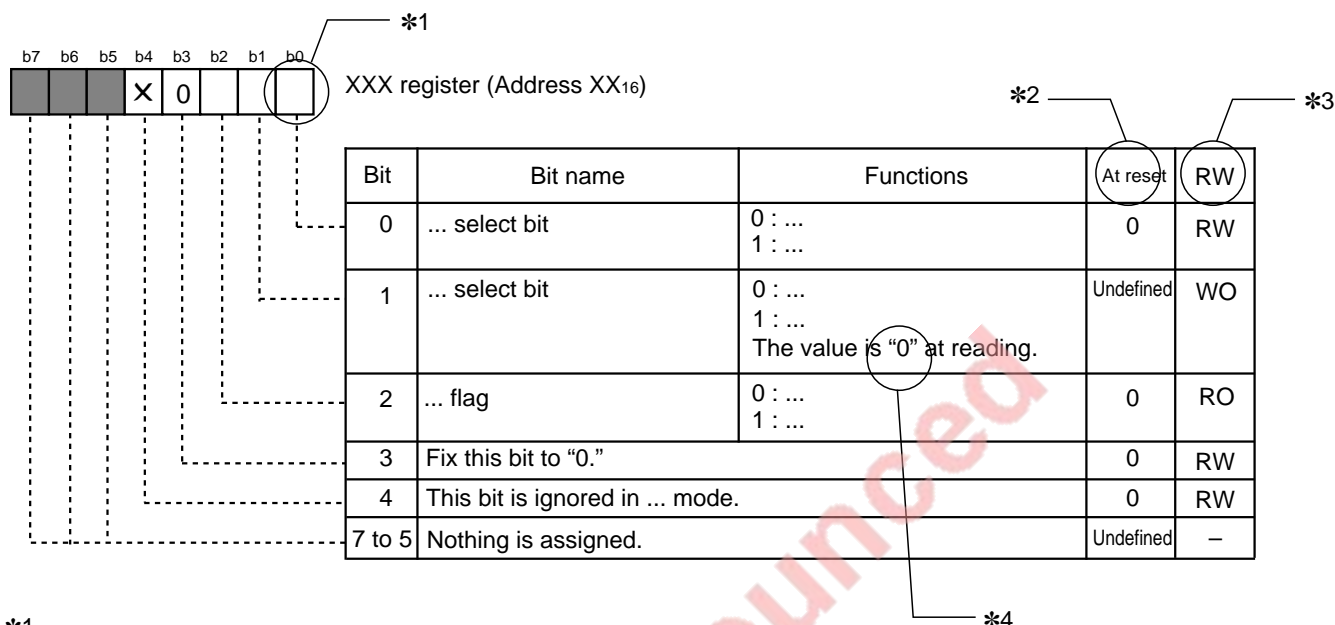 ✻1
b7 b6 b5 b4 b3 b2 b1 b0
X 0
XXX register (Address XX16)
✻2
✻3
Bit Bit name Functions At reset RW
0 ... select bit 0 : ... 0 RW
1 : ...
1 ... select bit 0 : ... Undefined WO
1 : ...
The value is “0” at reading.
2 ... flag 0 : ... 0 RO
1 : ...
3 Fix this bit to “0.” 0 RW
4 This bit is ignored in ... mode. 0 RW
7 to 5 Nothing is assigned. Undefined –
✻4
✻1